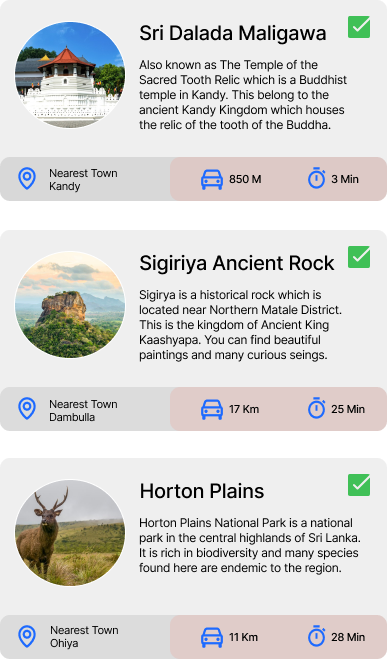 Sri Dalada Maligawa
Also known as The Temple of the
Sacred Tooth Relic which is a Buddhist
temple in Kandy. This belong to the
ancient Kandy Kingdom which houses
the relic of the tooth of the Buddha.
Nearest Town
Kandy
850 M
3 Min
Sigiriya Ancient Rock
Sigirya is a historical rock which is
located near Northern Matale District.
This is the kingdom of Ancient King
Kaashyapa. You can find beautiful
paintings and many curious seings.
Nearest Town
Dambulla
17 Km
25 Min
Horton Plains
Horton Plains National Park is a national
park in the central highlands of Sri Lanka.
It is rich in biodiversity and many species
found here are endemic to the region.
Nearest Town
Ohiya
11 Km
28 Min